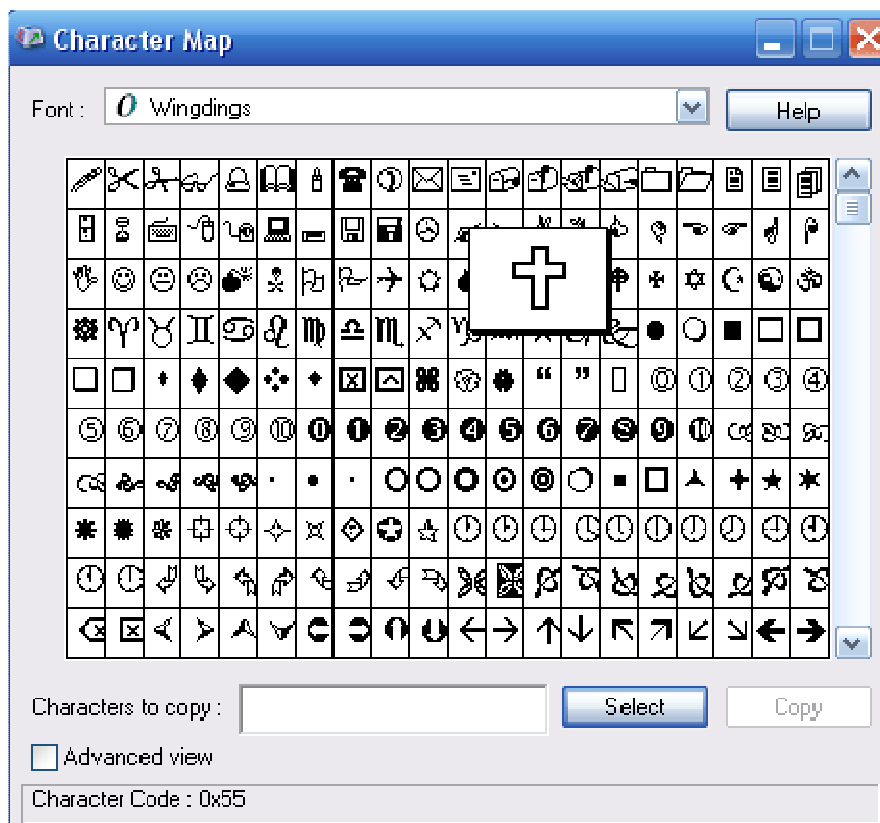 Character Map
Font : Wingdings Help
Characters to copy : Select Copy
Advanced view
Character Code : 0x55